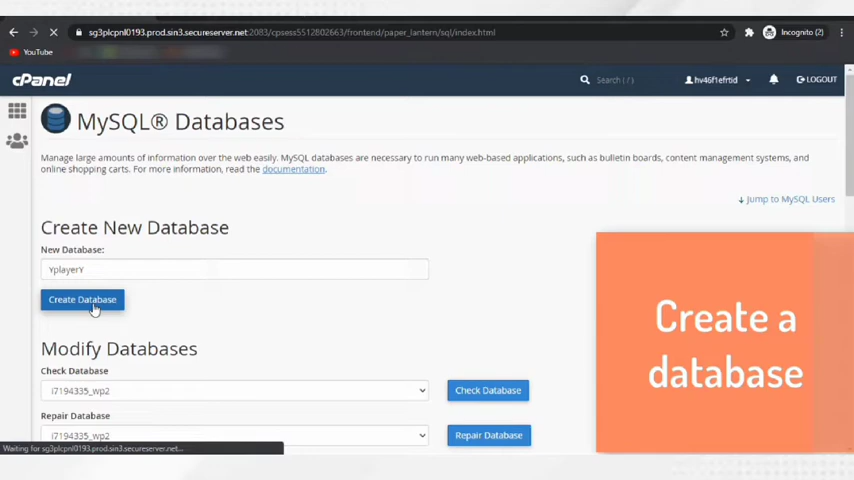 sg3plcpnl0193.prod.sin3.secureserver.net:2083/cpsess5512802663/frontend/paper_lantern/sql/index.html
Incognito (2)
YouTube
cPanel
Search ( / )
hv46f1efrtid
LOGOUT
MySQL® Databases
Manage large amounts of information over the web easily. MySQL databases are necessary to run many web-based applications, such as bulletin boards, content management systems, and
online shopping carts. For more information, read the documentation.
Jump to MySQL Users
Create New Database
New Database:
YplayerY
Create Database
Create a
database
Modify Databases
Check Database
i7194335_wp2
Check Database
Repair Database
i7194335_wp2
Repair Database
Waiting for sg3plcpnl0193.prod.sin3.secureserver.net...